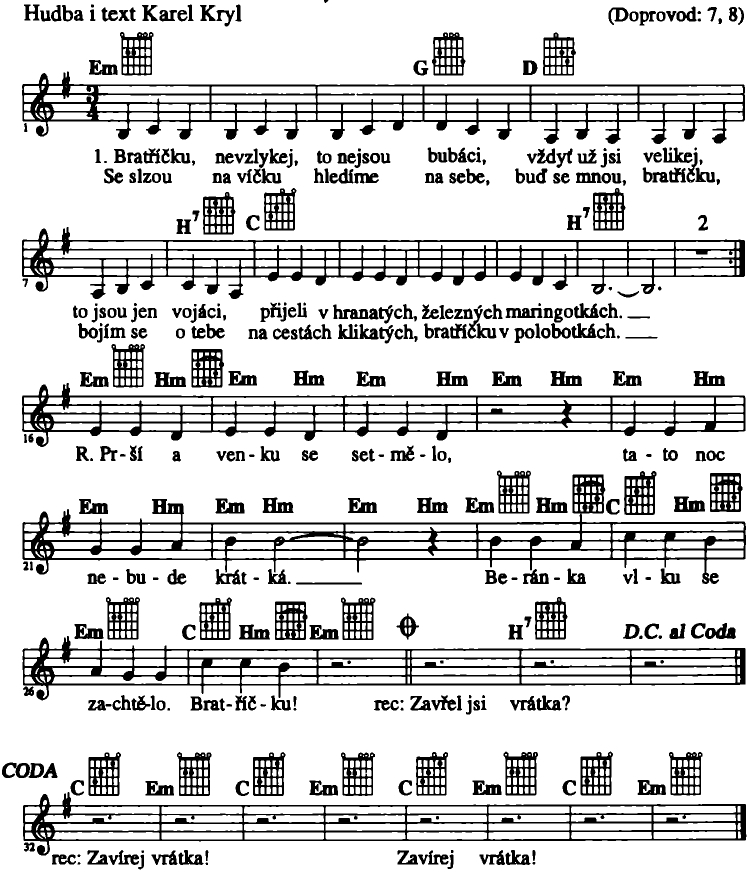 Hudba i text Karel Kryl (Doprovod: 7, 8)
Em G D
3 4
1
1. Bratříčku, nevzlykej, to nejsou bubáci, vždyť už jsi velikej,
Se slzou na víčku hledíme na sebe, buď se mnou, bratříčku,
H7 C H7 2
7
to jsou jen vojáci, přijeli v hranatých, železných maringotkách.
bojím se o tebe na cestách klikatých, bratříčku v polobotkách.
Em Hm Em Hm Em Hm Em Hm Em Hm
16
R. Pr - ší a ven - ku se set - mě - lo, ta - to noc
Em Hm Em Hm Em Hm Em Hm C Hm
21
ne - bu - de krát - ká. Be - rán - ka vl - ku se
Em C Hm Em H7 D.C. al Coda
26
za-chtě-lo. Brat-říč-ku! rec: Zavřel jsi vrátka?
CODA
C Em C Em C Em C Em
32
rec: Zavírej vrátka! Zavírej vrátka!